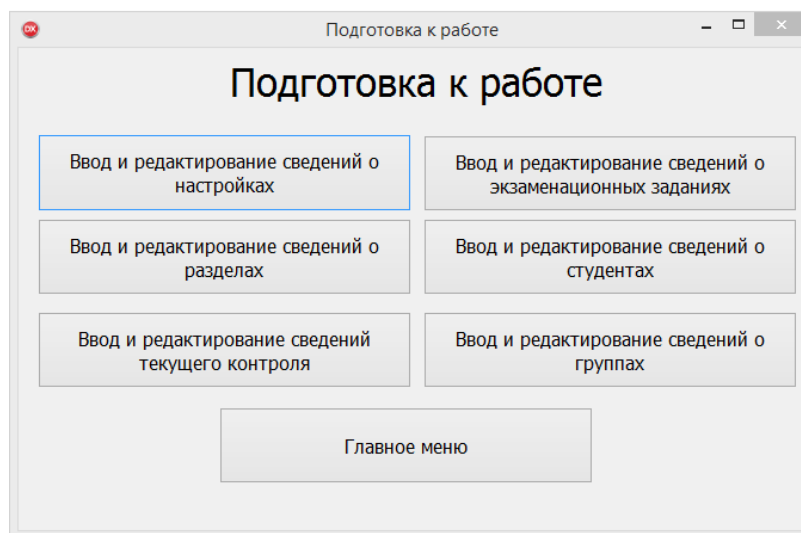 Подготовка к работе
Подготовка к работе
Ввод и редактирование сведений о
настройках
Ввод и редактирование сведений о
экзаменационных заданиях
Ввод и редактирование сведений о
разделах
Ввод и редактирование сведений о
студентах
Ввод и редактирование сведений
текущего контроля
Ввод и редактирование сведений о
группах
Главное меню